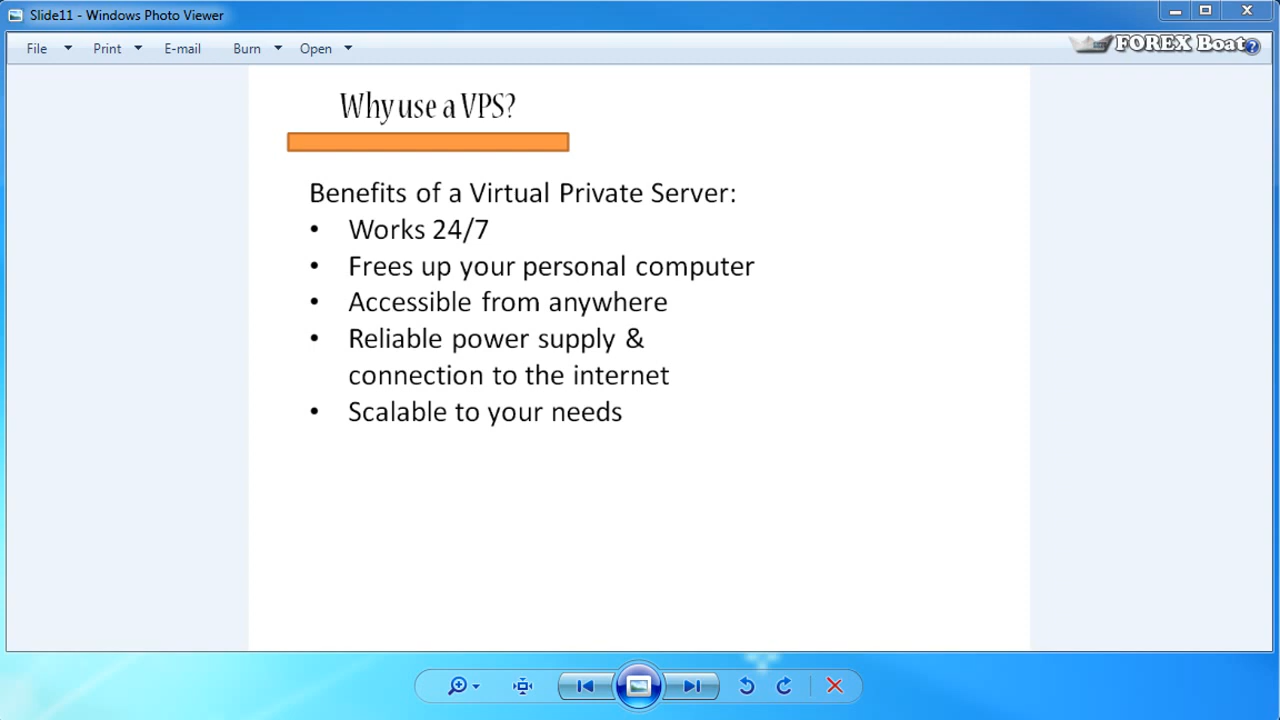 Slide11 - Windows Photo Viewer
File Print E-mail Burn Open
FOREX Boat
Why use a VPS?
Benefits of a Virtual Private Server:
• Works 24/7
• Frees up your personal computer
• Accessible from anywhere
• Reliable power supply &
connection to the internet
• Scalable to your needs